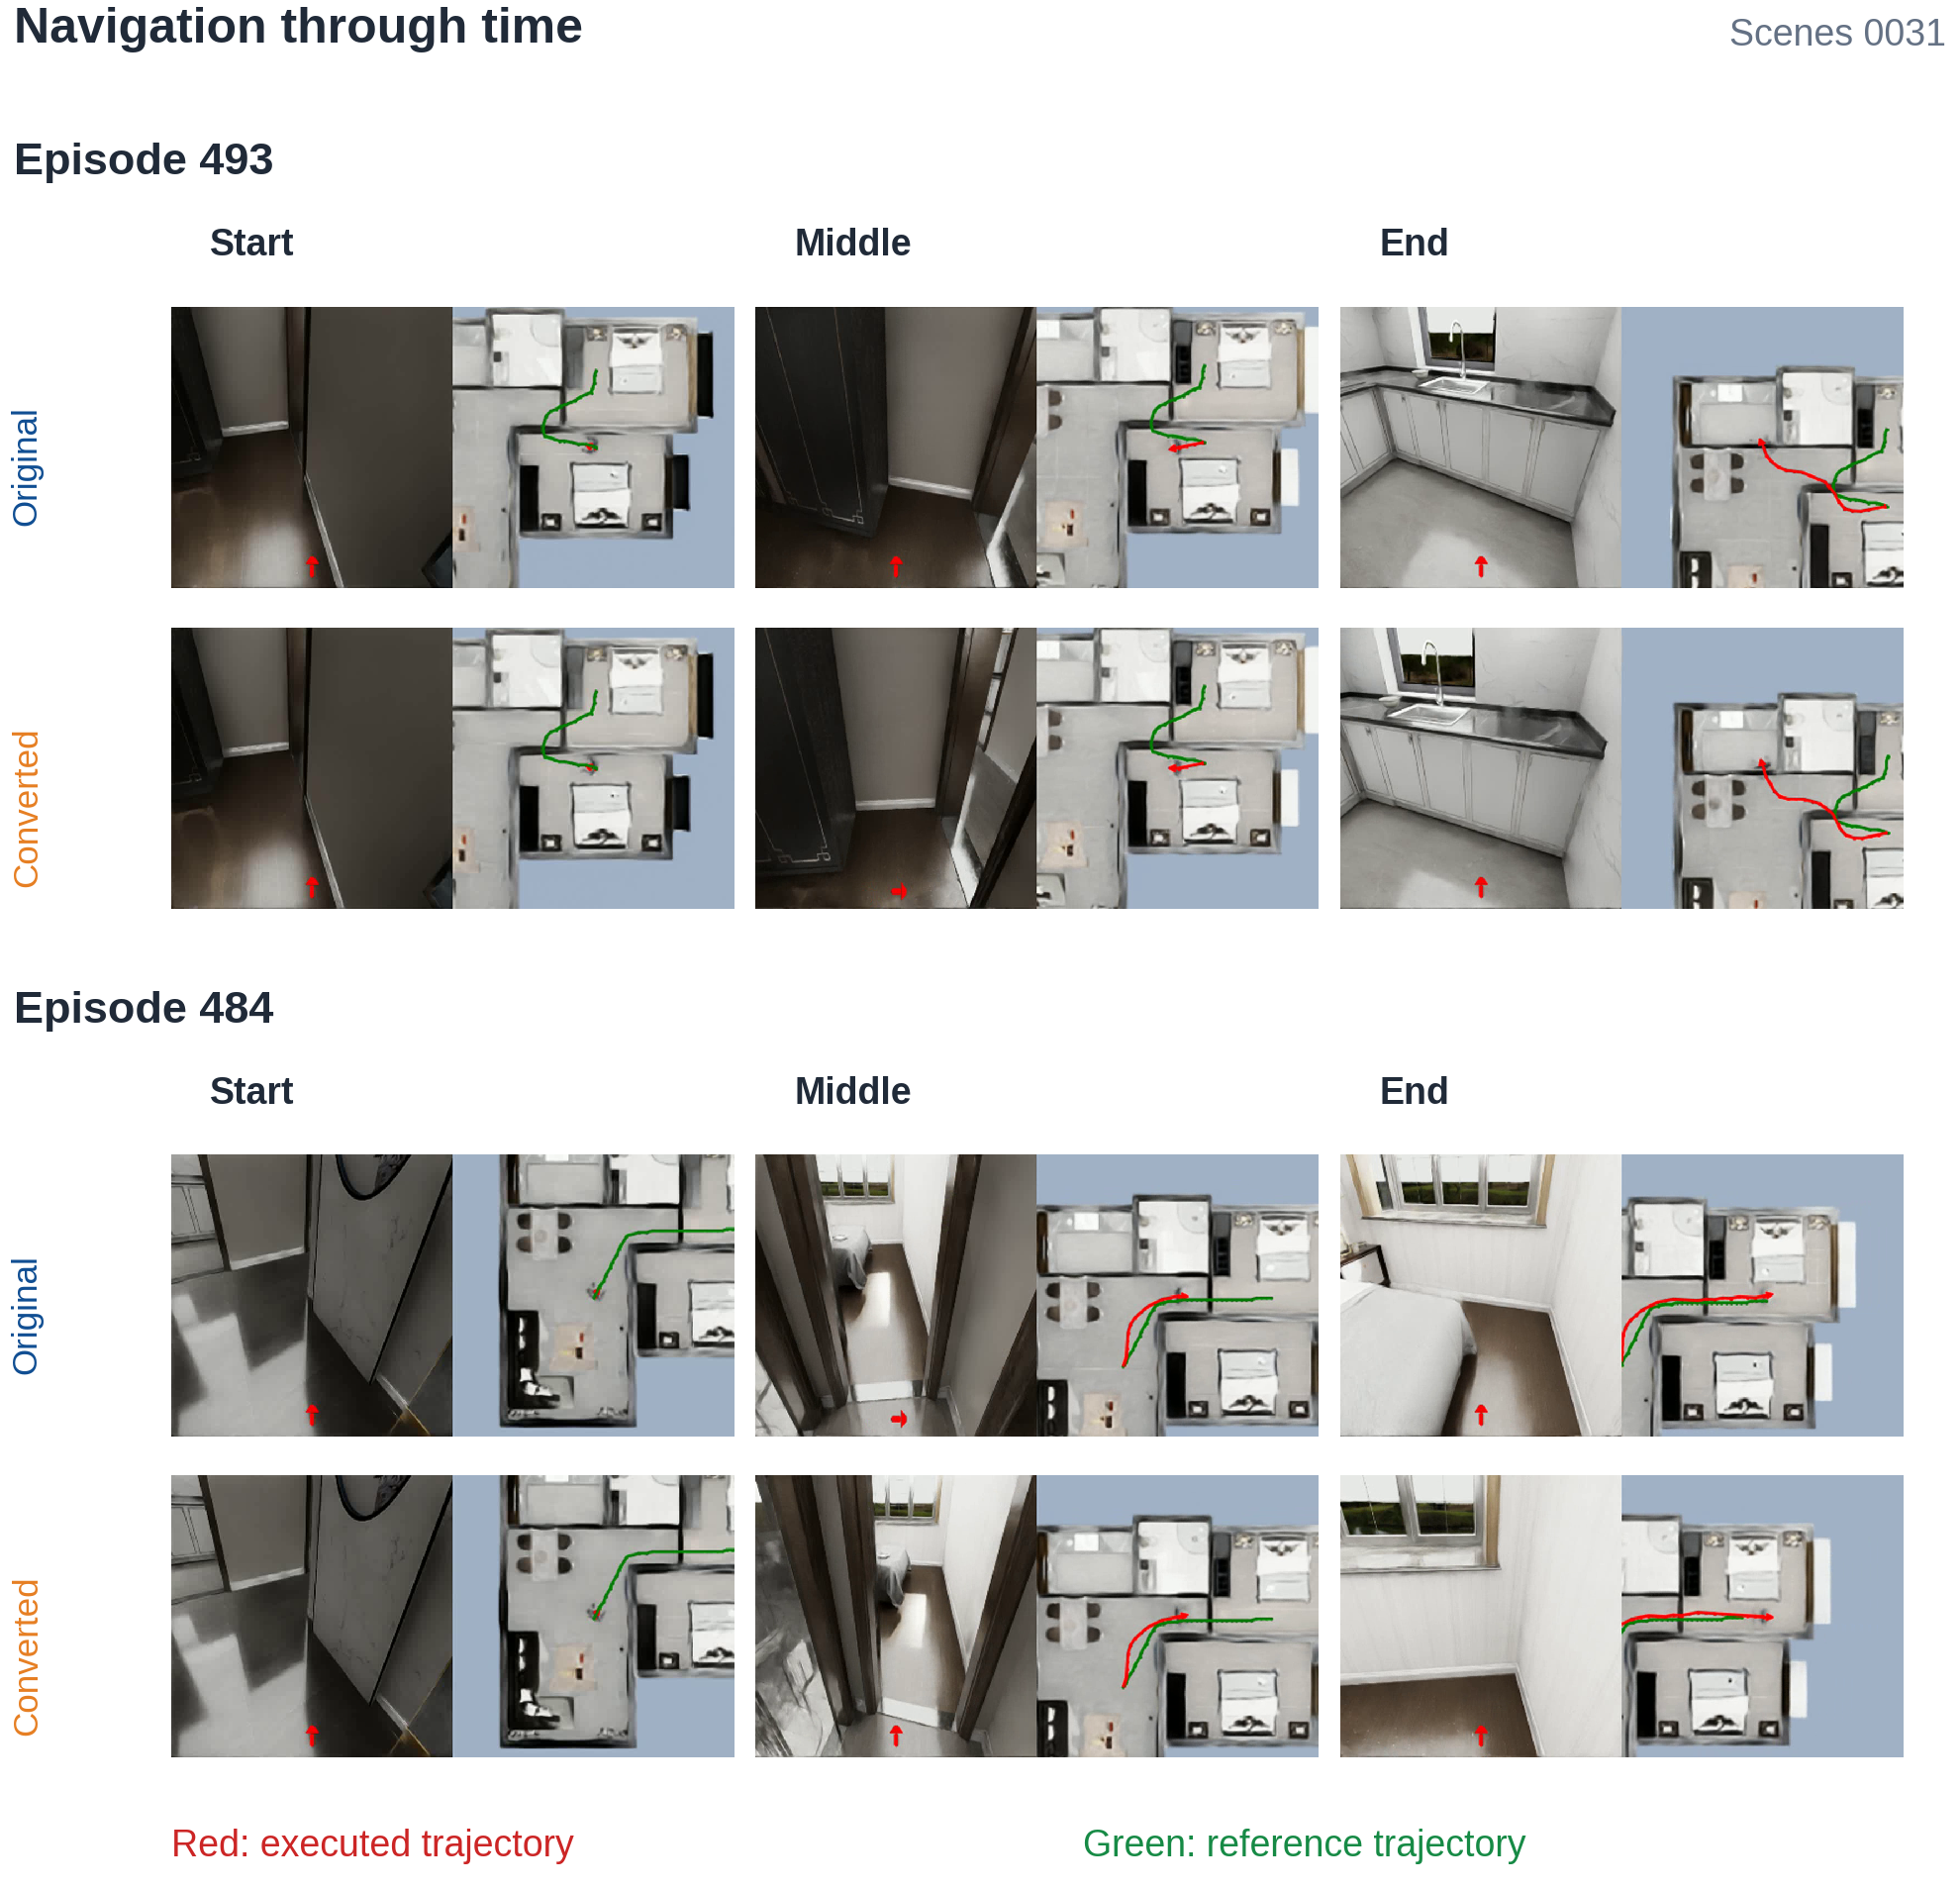 Navigation through time
Scenes 0031
Episode 493
Start
Middle
End
Original
Converted
Episode 484
Start
Middle
End
Original
Converted
Red: executed trajectory
Green: reference trajectory